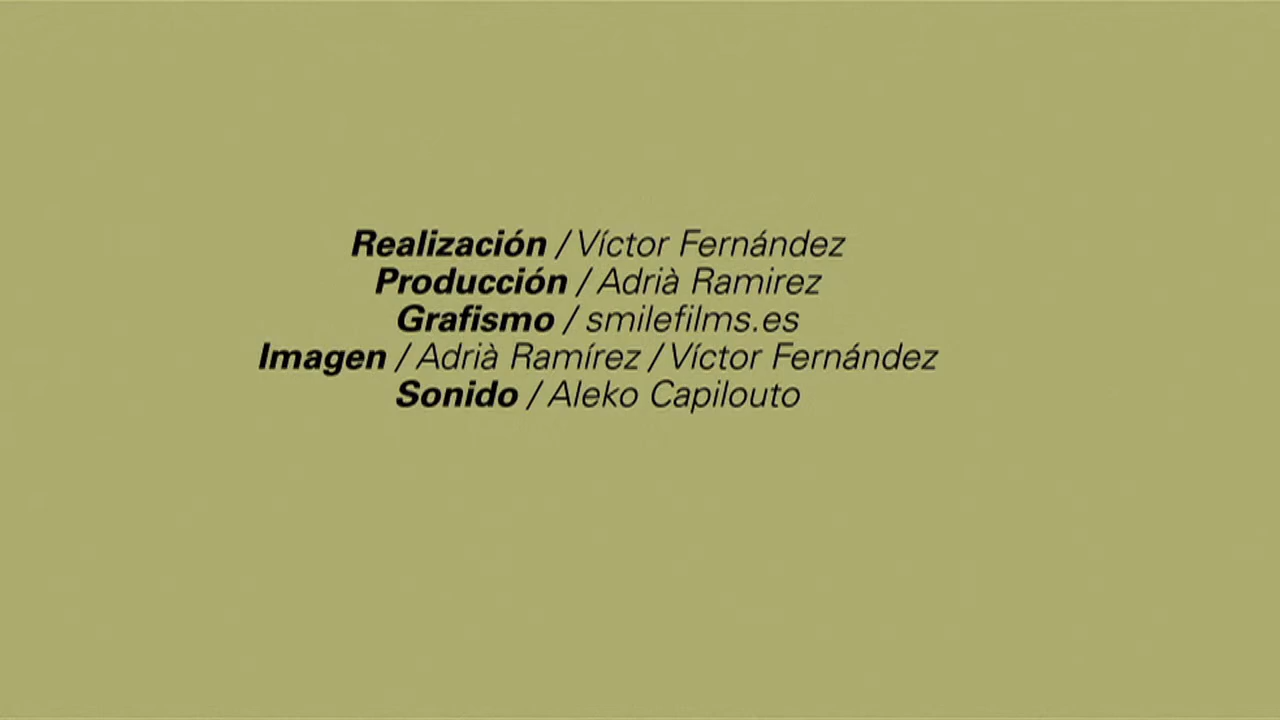 Realización / Víctor Fernández
Producción / Adrià Ramirez
Grafismo / smilefilms.es
Imagen / Adrià Ramírez / Víctor Fernández
Sonido / Aleko Capilouto